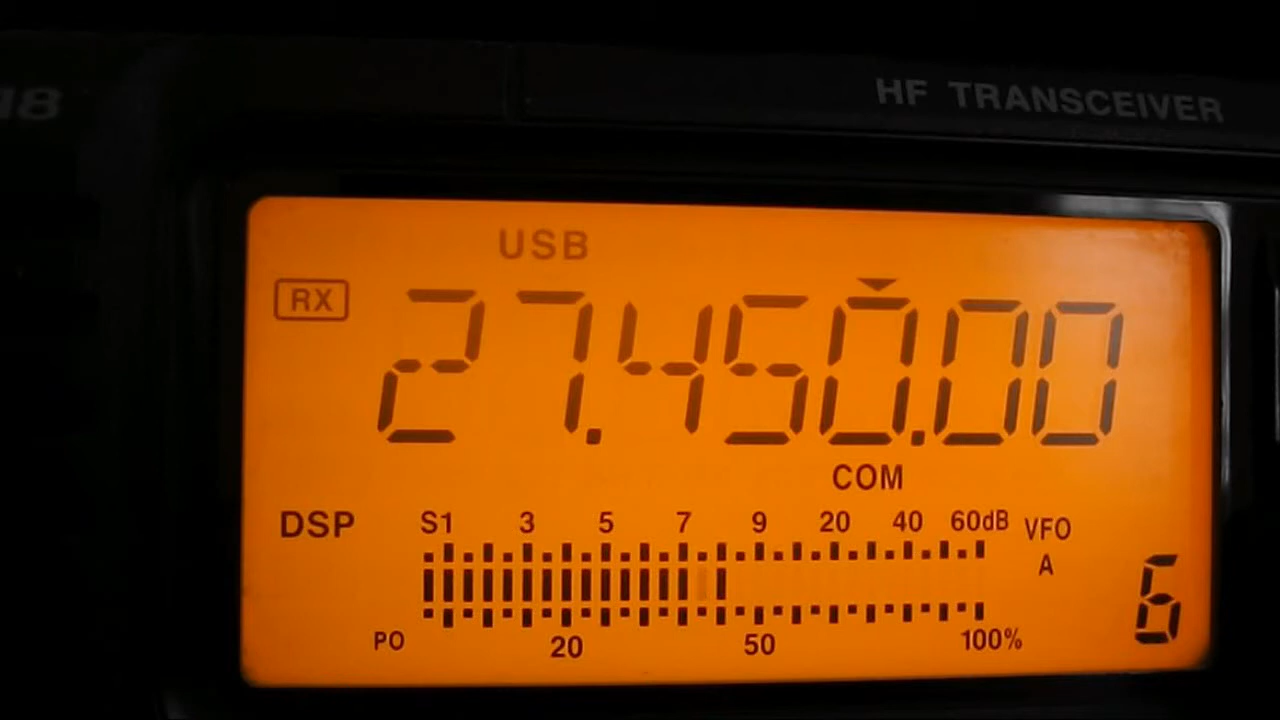 18
HF TRANSCEIVER
USB
RX 27.450.00
COM
DSP S1 3 5 7 9 20 40 60dB VFO
A
6
PO 20 50 100%